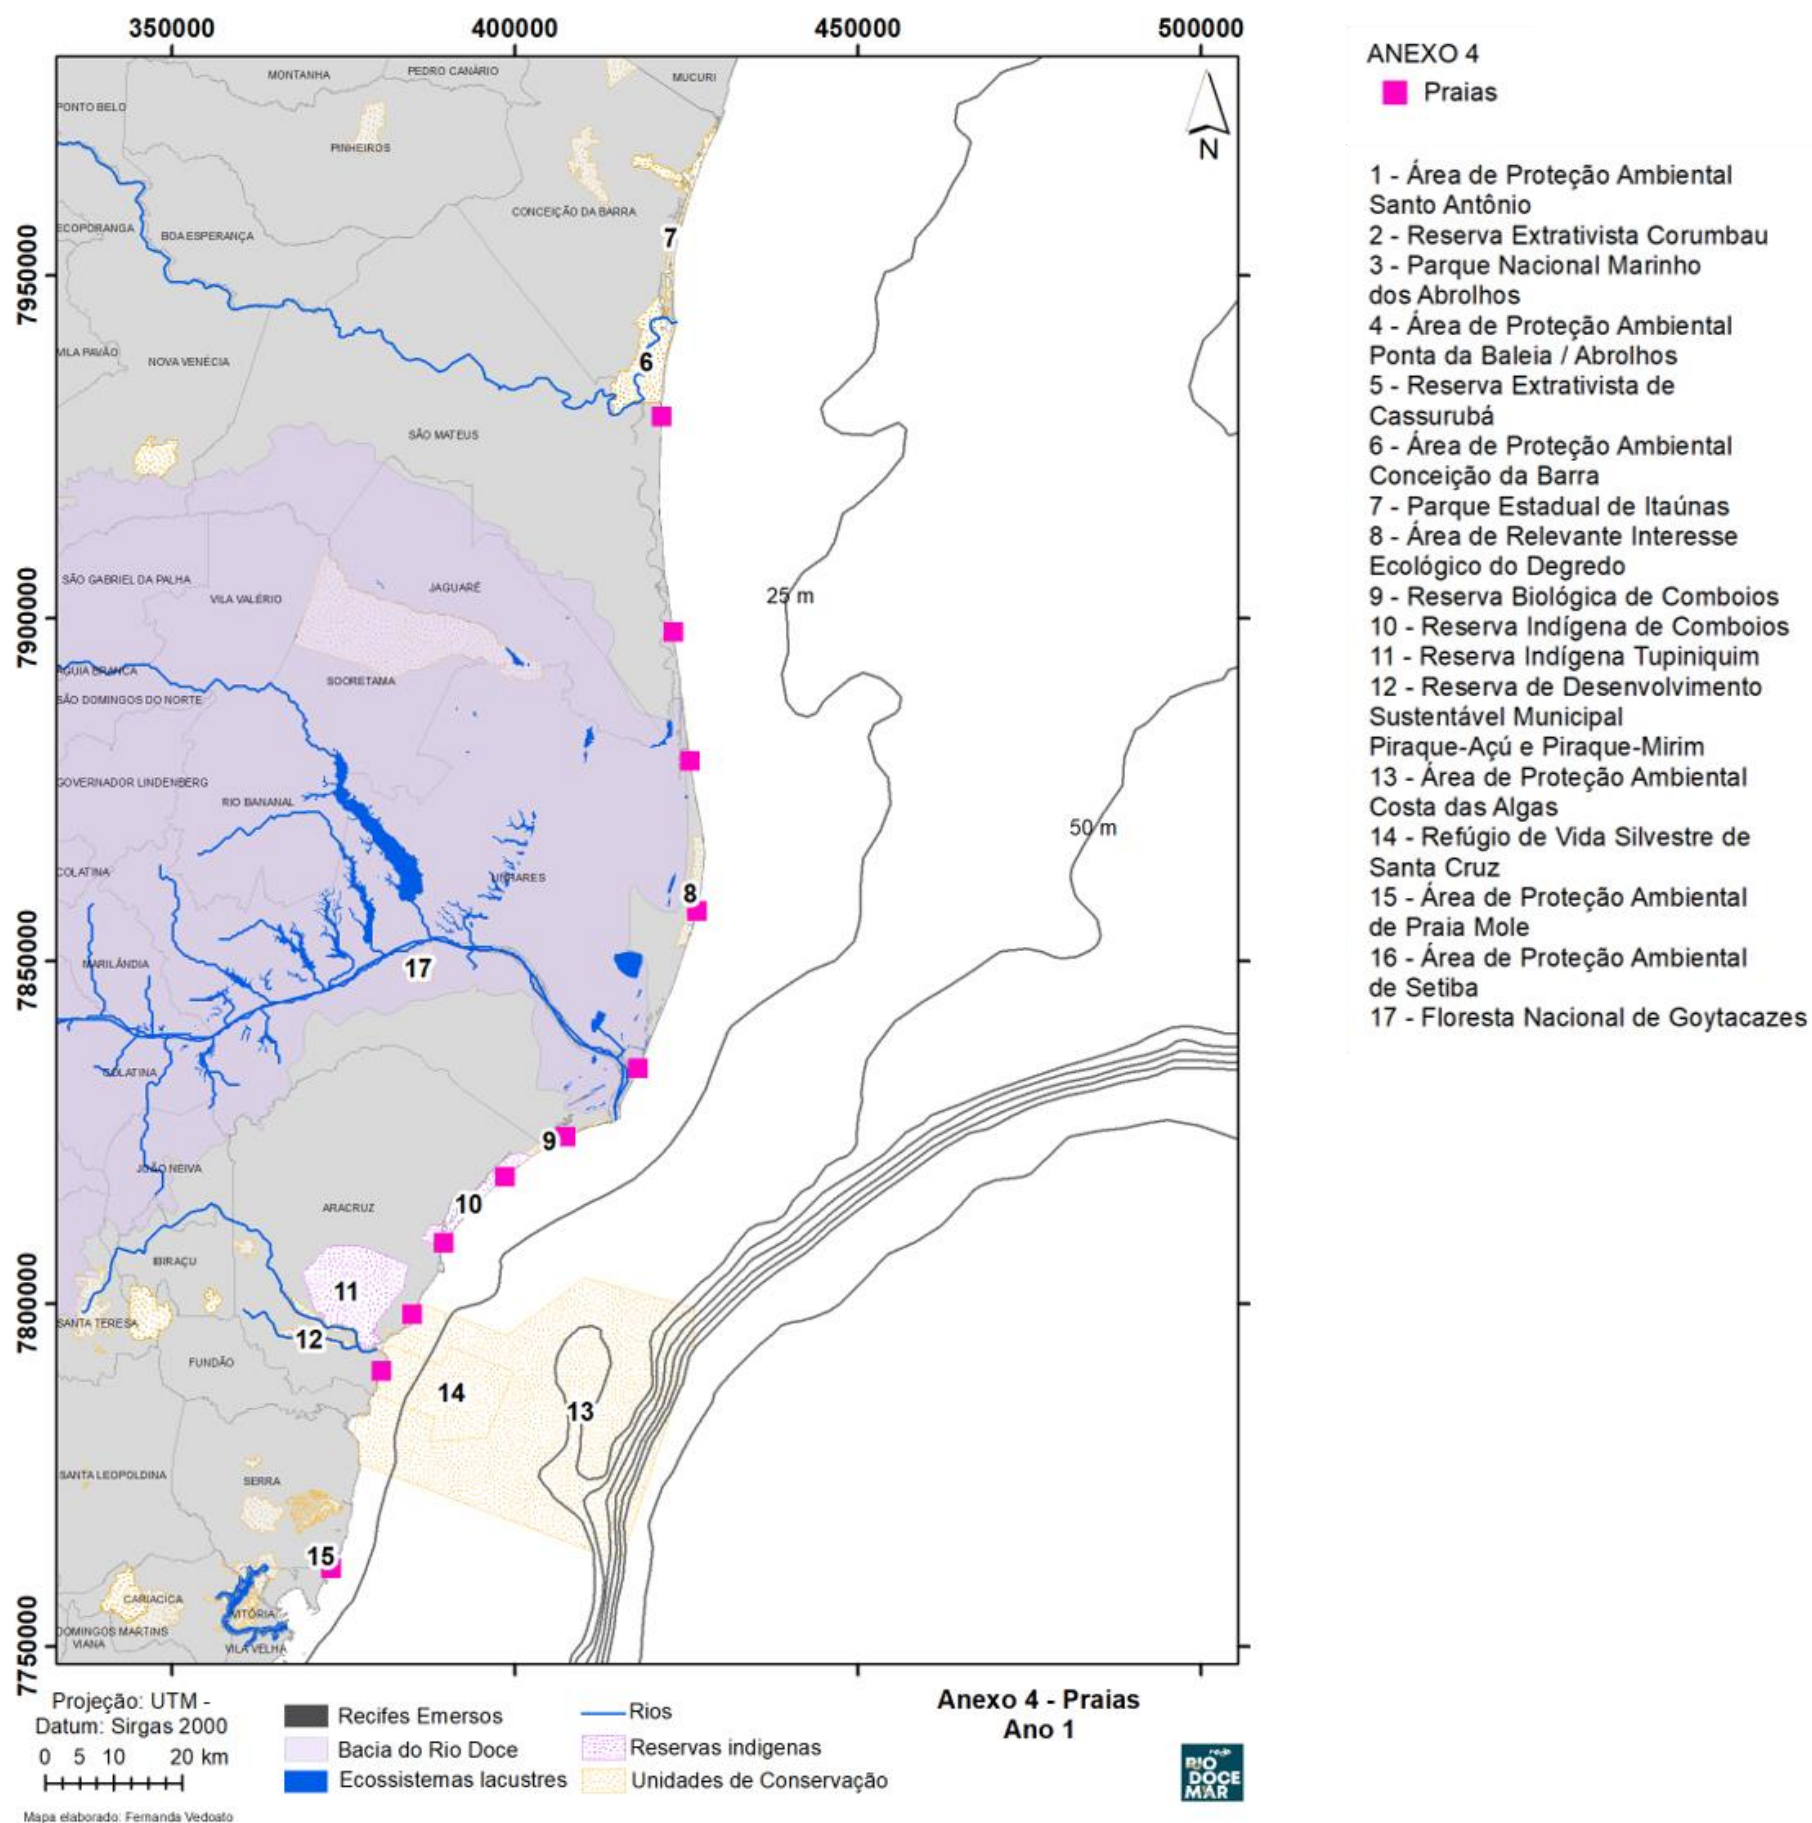 350000 400000 450000 500000
MONTANHA
PEDRO CANÁRIO
MUCURI
PONTO BELO
PINHEIROS
N
CONCEIÇÃO DA BARRA
ECOPORANGA
BOA ESPERANÇA
7
7950000
VILA PAVÃO
NOVA VENÉCIA
6
SÃO MATEUS
SÃO GABRIEL DA PALHA
VILA VALÉRIO
JAGUARÉ
25 m
7900000
ÁGUIA BRANCA
SOORETAMA
SÃO DOMINGOS DO NORTE
GOVERNADOR LINDENBERG
RIO BANANAL
50 m
COLATINA
LINHARES
8
MARILÂNDIA
17
7850000
COLATINA
9
JOÃO NEIVA
10
ARACRUZ
IBIRAÇU
11
7800000
SANTA TERESA
12
FUNDÃO
14
13
SANTA LEOPOLDINA
SERRA
15
CARIACICA
VITÓRIA
DOMINGOS MARTINS
VIANA
VILA VELHA
7750000
ANEXO 4
Praias
1 - Área de Proteção Ambiental
Santo Antônio
2 - Reserva Extrativista Corumbau
3 - Parque Nacional Marinho
dos Abrolhos
4 - Área de Proteção Ambiental
Ponta da Baleia / Abrolhos
5 - Reserva Extrativista de
Cassurubá
6 - Área de Proteção Ambiental
Conceição da Barra
7 - Parque Estadual de Itaúnas
8 - Área de Relevante Interesse
Ecológico do Degredo
9 - Reserva Biológica de Comboios
10 - Reserva Indígena de Comboios
11 - Reserva Indígena Tupiniquim
12 - Reserva de Desenvolvimento
Sustentável Municipal
Piraque-Açú e Piraque-Mirim
13 - Área de Proteção Ambiental
Costa das Algas
14 - Refúgio de Vida Silvestre de
Santa Cruz
15 - Área de Proteção Ambiental
de Praia Mole
16 - Área de Proteção Ambiental
de Setiba
17 - Floresta Nacional de Goytacazes
Projeção: UTM -
Datum: Sirgas 2000
0 5 10 20 km
Mapa elaborado: Fernanda Vedoato
Recifes Emersos
Bacia do Rio Doce
Ecossistemas lacustres
Rios
Reservas indigenas
Unidades de Conservação
Anexo 4 - Praias
Ano 1
rede
RIO
DOCE
MAR